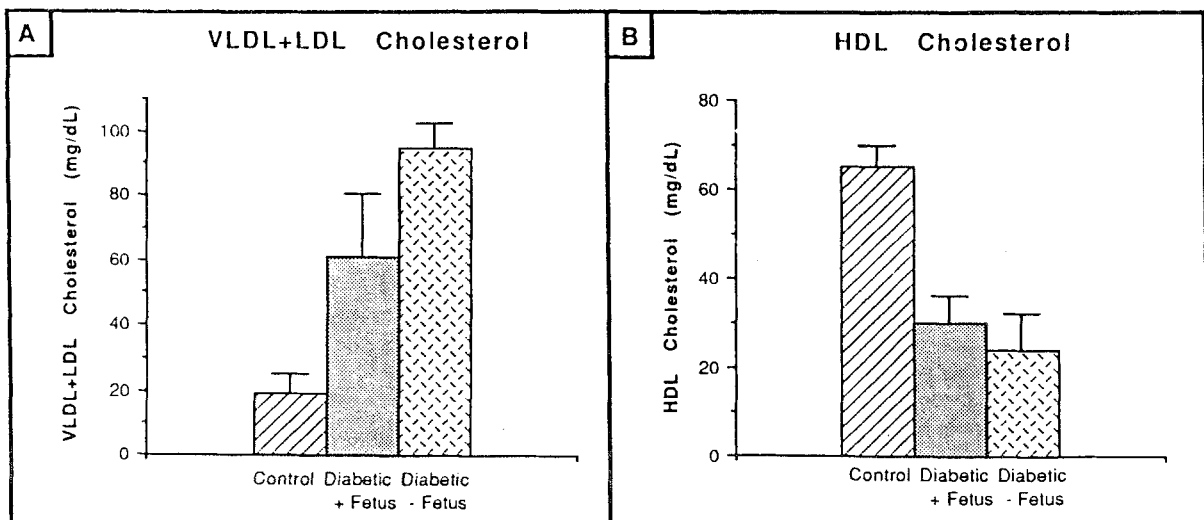 A
VLDL+LDL Cholesterol
VLDL+LDL Cholesterol (mg/dL)
100
80
60
40
20
0
Control Diabetic Diabetic
+ Fetus - Fetus
B
HDL Cholesterol
HDL Cholesterol (mg/dL)
80
60
40
20
0
Control Diabetic Diabetic
+ Fetus - Fetus